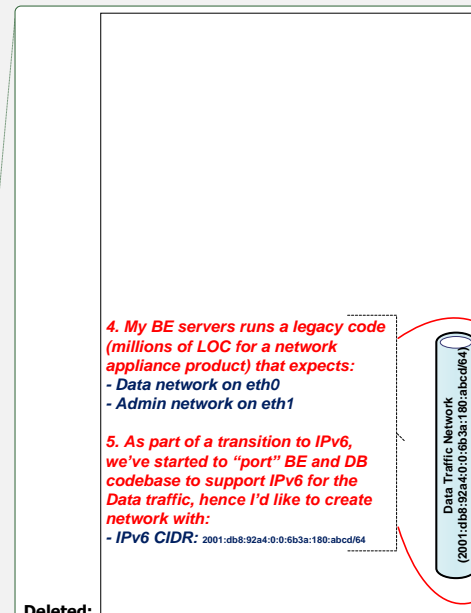 4. My BE servers runs a legacy code
(millions of LOC for a network
appliance product) that expects:
- Data network on eth0
- Admin network on eth1
5. As part of a transition to IPv6,
we've started to “port” BE and DB
codebase to support IPv6 for the
Data traffic, hence I'd like to create
network with:
- IPv6 CIDR: 2001:db8:92a4:0:0:6b3a:180:abcd/64
Data Traffic Network
(2001:db8:92a4:0:0:6b3a:180:abcd/64)
Deleted: